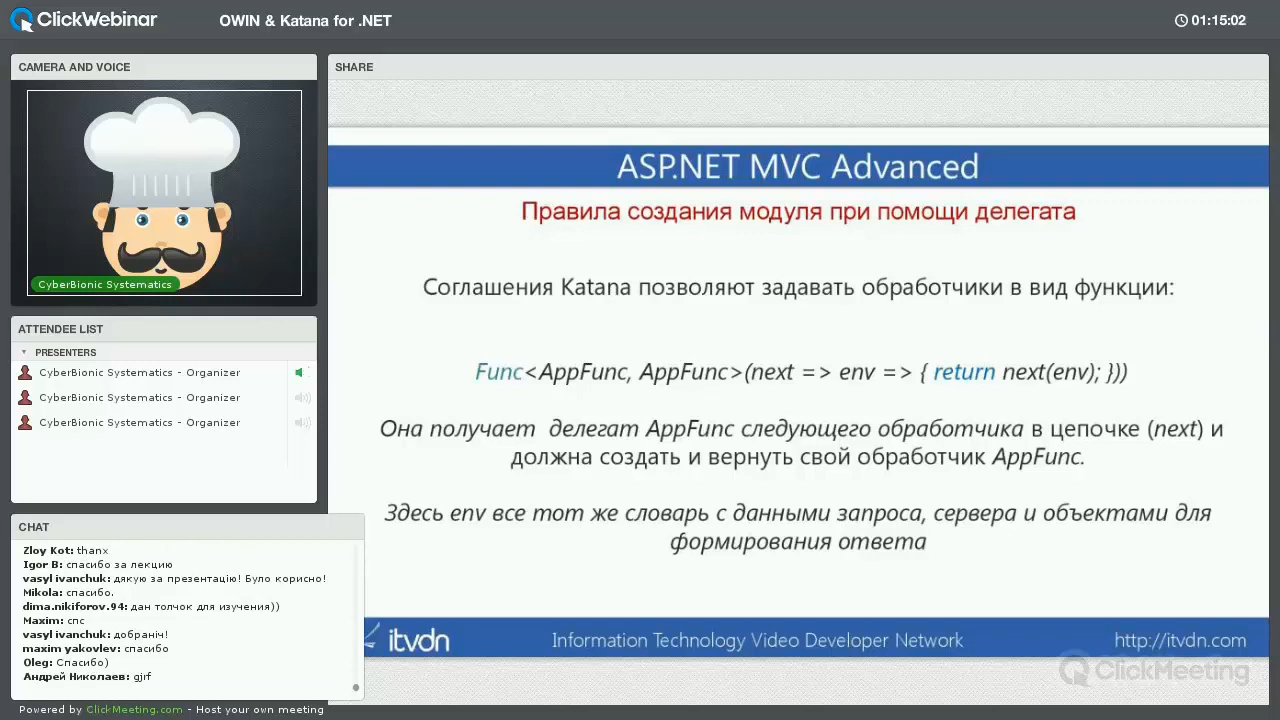 ClickWebinar
OWIN & Katana for .NET
01:15:02
CAMERA AND VOICE
CyberBionic Systematics
ATTENDEE LIST
PRESENTERS
CyberBionic Systematics - Organizer
CyberBionic Systematics - Organizer
CyberBionic Systematics - Organizer
CHAT
Zloy Kot: thanx
Igor B: спасибо за лекцию
vasyl ivanchuk: дякую за презентацію! Було корисно!
Mikola: спасибо.
dima.nikiforov.94: дан толчок для изучения))
Maxim: спс
vasyl ivanchuk: добраніч!
maxim yakovlev: спасибо
Oleg: Спасибо)
Андрей Николаев: gjrf
Powered by ClickMeeting.com - Host your own meeting
SHARE
ASP.NET MVC Advanced
Правила создания модуля при помощи делегата
Соглашения Katana позволяют задавать обработчики в вид функции:
Func<AppFunc, AppFunc>(next => env => { return next(env); }))
Она получает делегат AppFunc следующего обработчика в цепочке (next) и
должна создать и вернуть свой обработчик AppFunc.
Здесь env все тот же словарь с данными запроса, сервера и объектами для
формирования ответа
itvdn
Information Technology Video Developer Network
http://itvdn.com
ClickMeeting